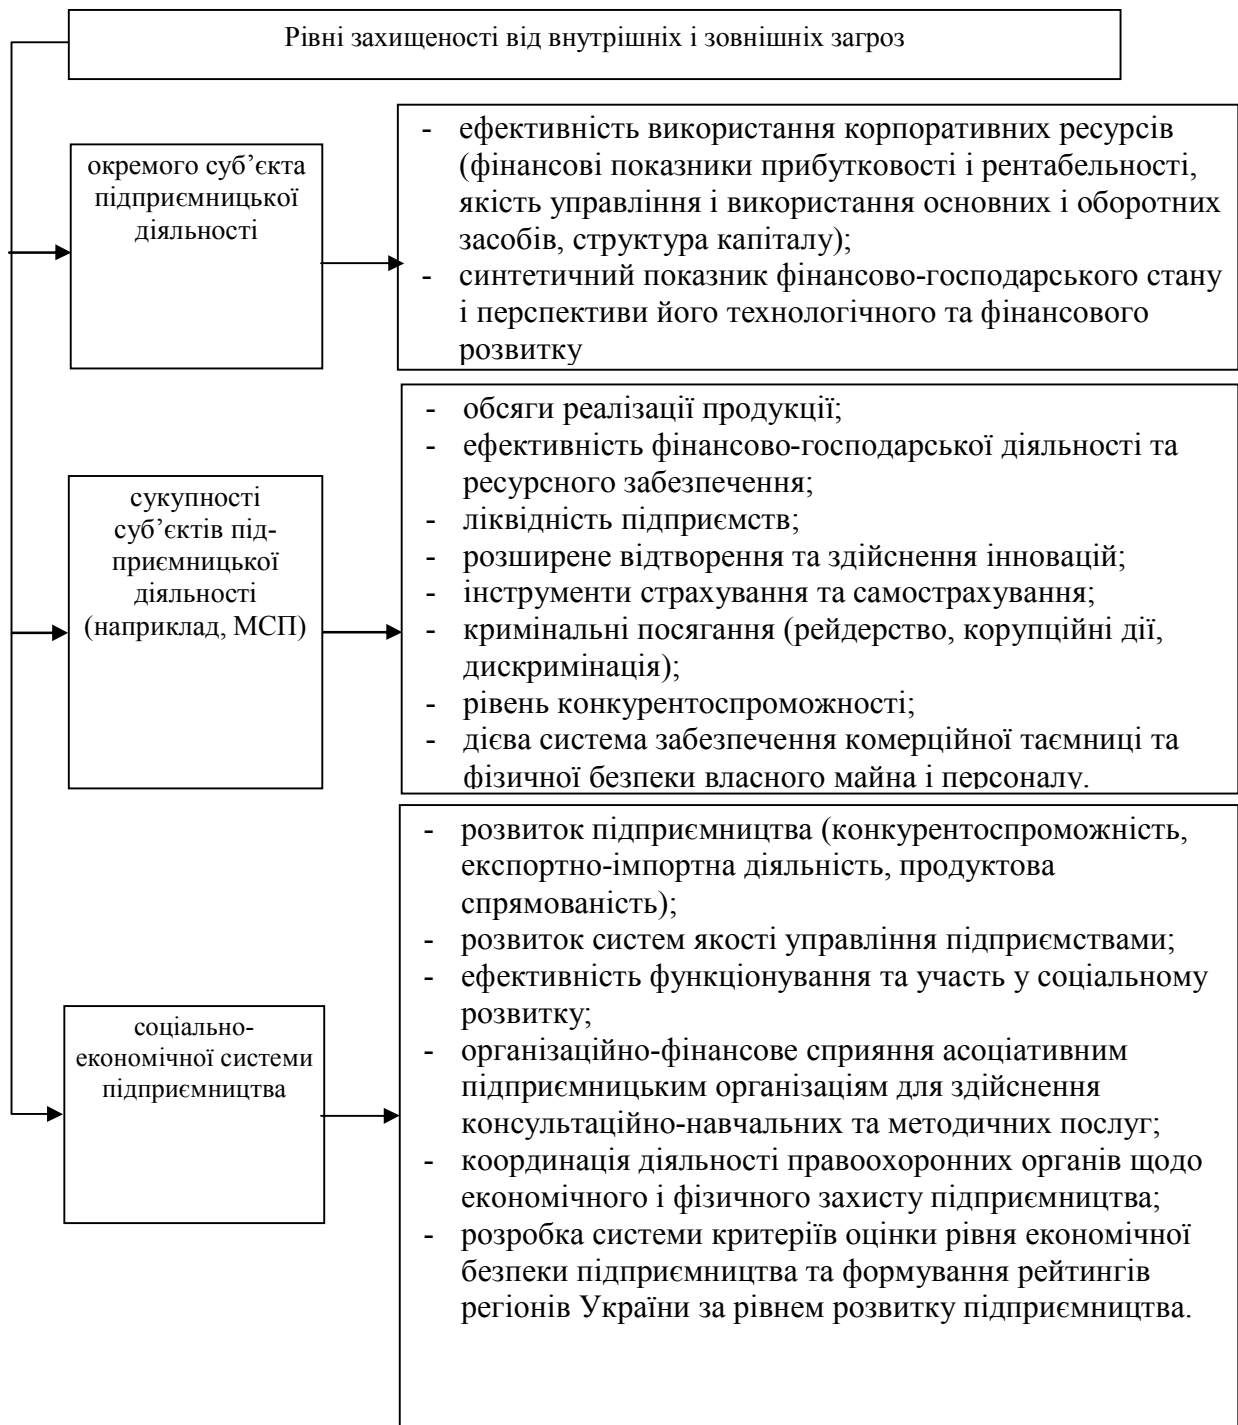 Рівні захищеності від внутрішніх і зовнішніх загроз
окремого суб’єкта
підприємницької
діяльності
- ефективність використання корпоративних ресурсів
(фінансові показники прибутковості і рентабельності,
якість управління і використання основних і оборотних
засобів, структура капіталу);
- синтетичний показник фінансово-господарського стану
і перспективи його технологічного та фінансового
розвитку
сукупності
суб’єктів під-
приємницької
діяльності
(наприклад, МСП)
- обсяги реалізації продукції;
- ефективність фінансово-господарської діяльності та
ресурсного забезпечення;
- ліквідність підприємств;
- розширене відтворення та здійснення інновацій;
- інструменти страхування та самострахування;
- кримінальні посягання (рейдерство, корупційні дії,
дискримінація);
- рівень конкурентоспроможності;
- дієва система забезпечення комерційної таємниці та
фізичної безпеки власного майна і персоналу.
соціально-
економічної системи
підприємництва
- розвиток підприємництва (конкурентоспроможність,
експортно-імпортна діяльність, продуктова
спрямованість);
- розвиток систем якості управління підприємствами;
- ефективність функціонування та участь у соціальному
розвитку;
- організаційно-фінансове сприяння асоціативним
підприємницьким організаціям для здійснення
консультаційно-навчальних та методичних послуг;
- координація діяльності правоохоронних органів щодо
економічного і фізичного захисту підприємництва;
- розробка системи критеріїв оцінки рівня економічної
безпеки підприємництва та формування рейтингів
регіонів України за рівнем розвитку підприємництва.